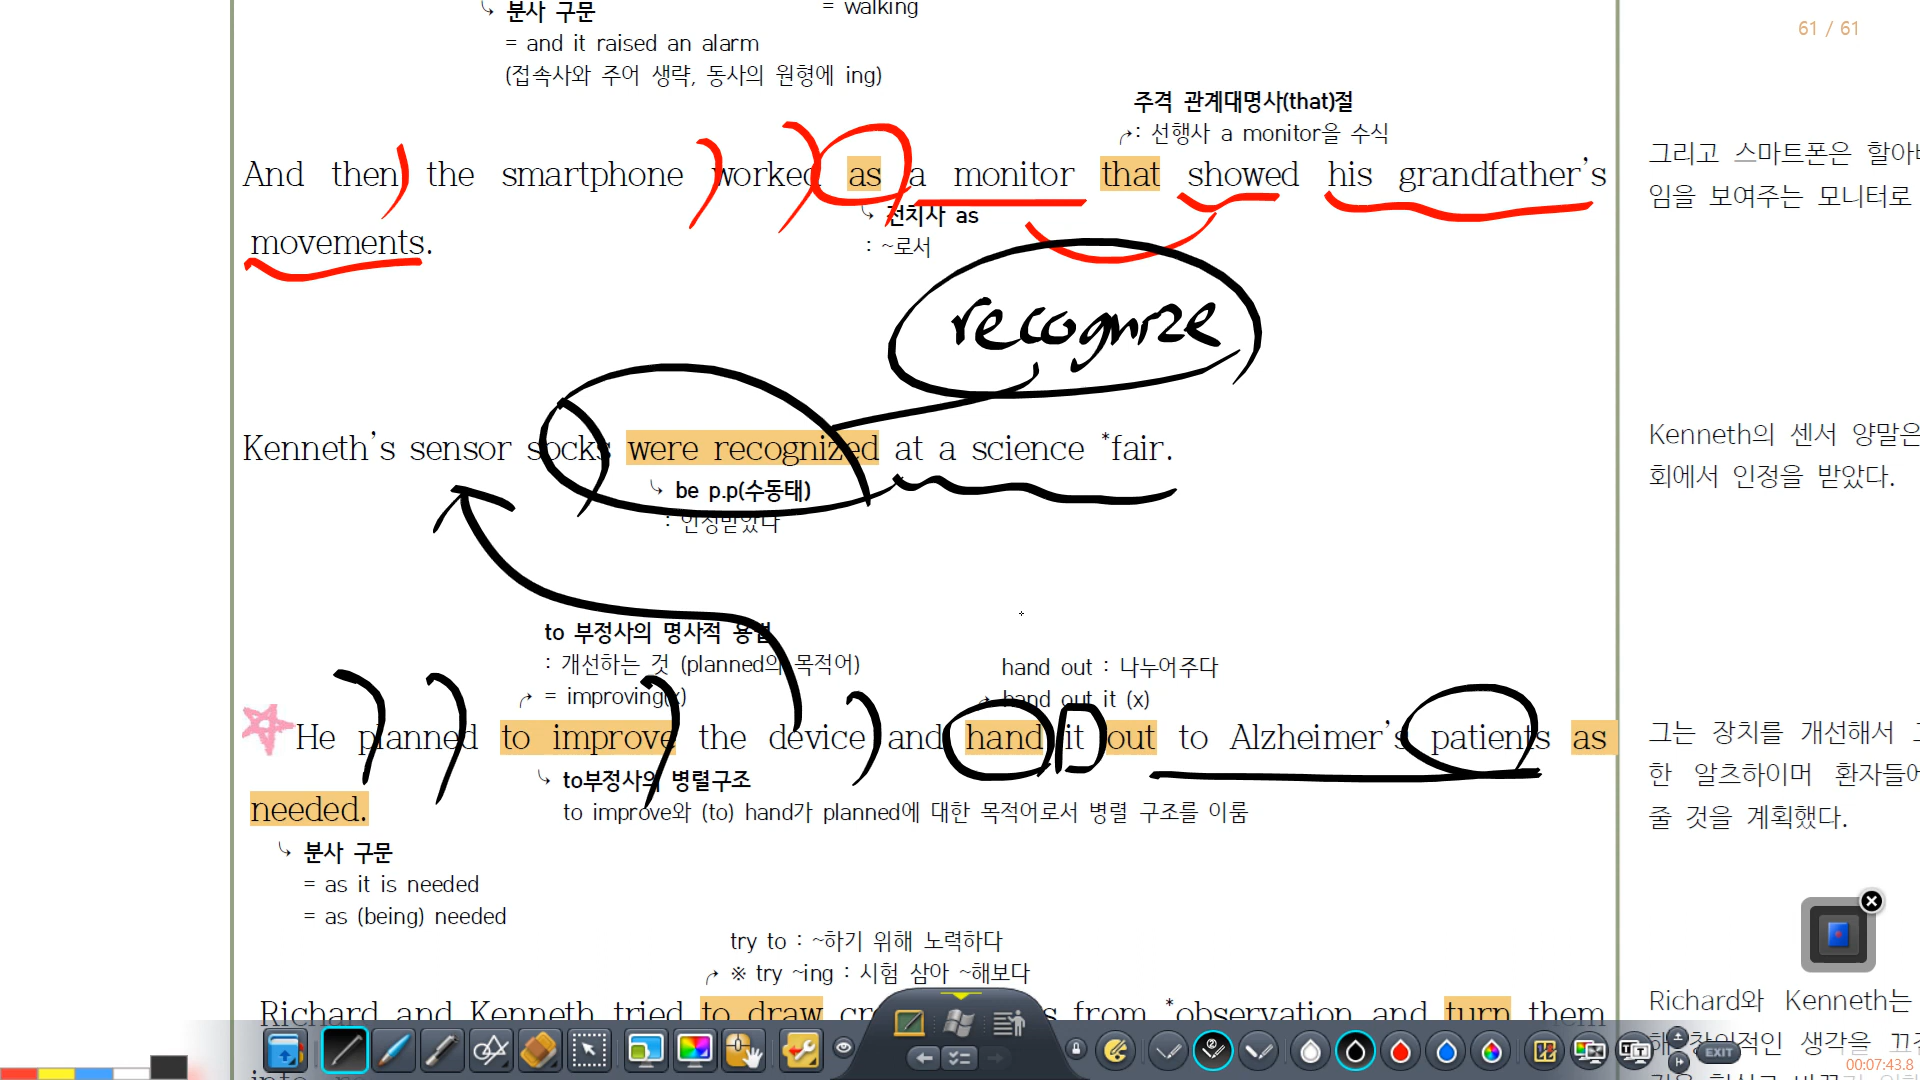 분사 구문
= walking
= and it raised an alarm
(접속사와 주어 생략, 동사의 원형에 ing)
61 / 61
주격 관계대명사(that)절
: 선행사 a monitor을 수식
And then the smartphone worked as a monitor that showed his grandfather's
전치사 as
: ~로서
movements.
그리고 스마트폰은 할아버
임을 보여주는 모니터로
recognize
Kenneth's sensor socks were recognized at a science *fair.
be p.p(수동태)
: 인정받았다
Kenneth의 센서 양말은
회에서 인정을 받았다.
to 부정사의 명사적 용법
: 개선하는 것 (planned의 목적어)
= improving(x)
hand out : 나누어주다
hand out it (x)
He planned to improve the device and hand it out to Alzheimer's patients as
to부정사의 병렬구조
to improve와 (to) hand가 planned에 대한 목적어로서 병렬 구조를 이룸
needed.
분사 구문
= as it is needed
= as (being) needed
그는 장치를 개선해서
한 알츠하이머 환자들에
줄 것을 계획했다.
try to : ~하기 위해 노력하다
※ try ~ing : 시험 삼아 ~해보다
Richard and Kenneth tried to draw from *observation and turn them
Richard와 Kenneth는
생각을
EXIT
00:07:43.8